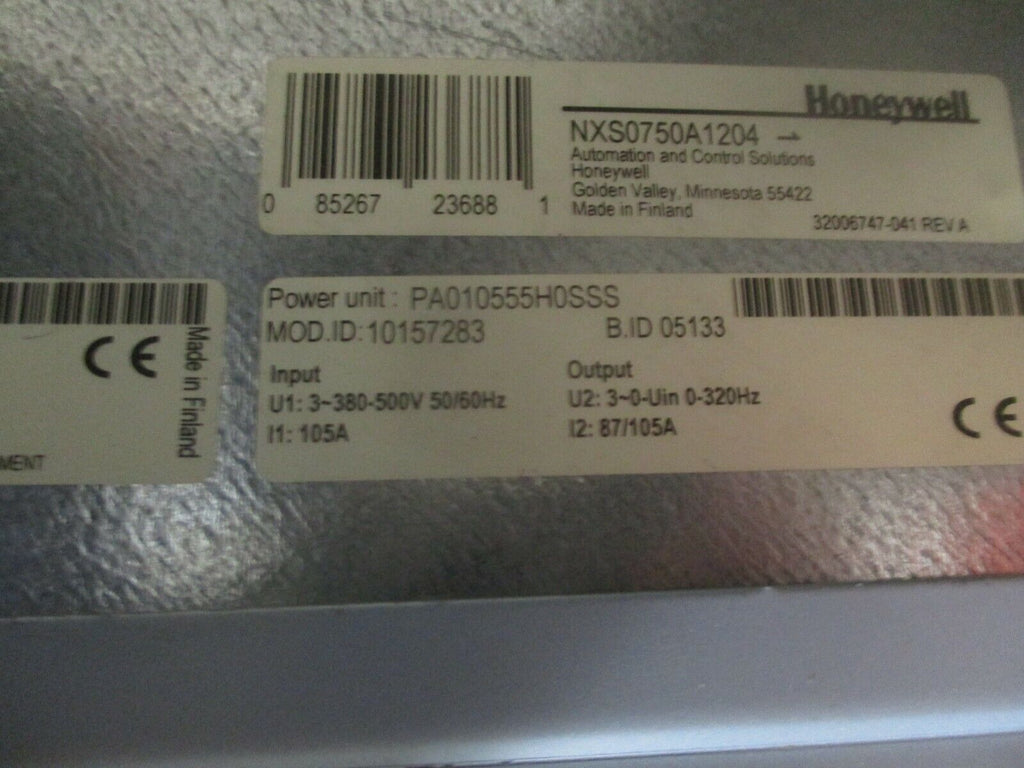 Honeywell
NXS0750A1204
Automation and Control Solutions
Honeywell
Golden Valley, Minnesota 55422
Made in Finland
32006747-041 REV A
0 85267 23688 1
Power unit : PA010555H0SSS
MOD.ID: 10157283 B.ID 05133
Input
U1: 3~380-500V 50/60Hz
I1: 105A
Output
U2: 3~0-Uin 0-320Hz
I2: 87/105A
CE
CE
Made in Finland